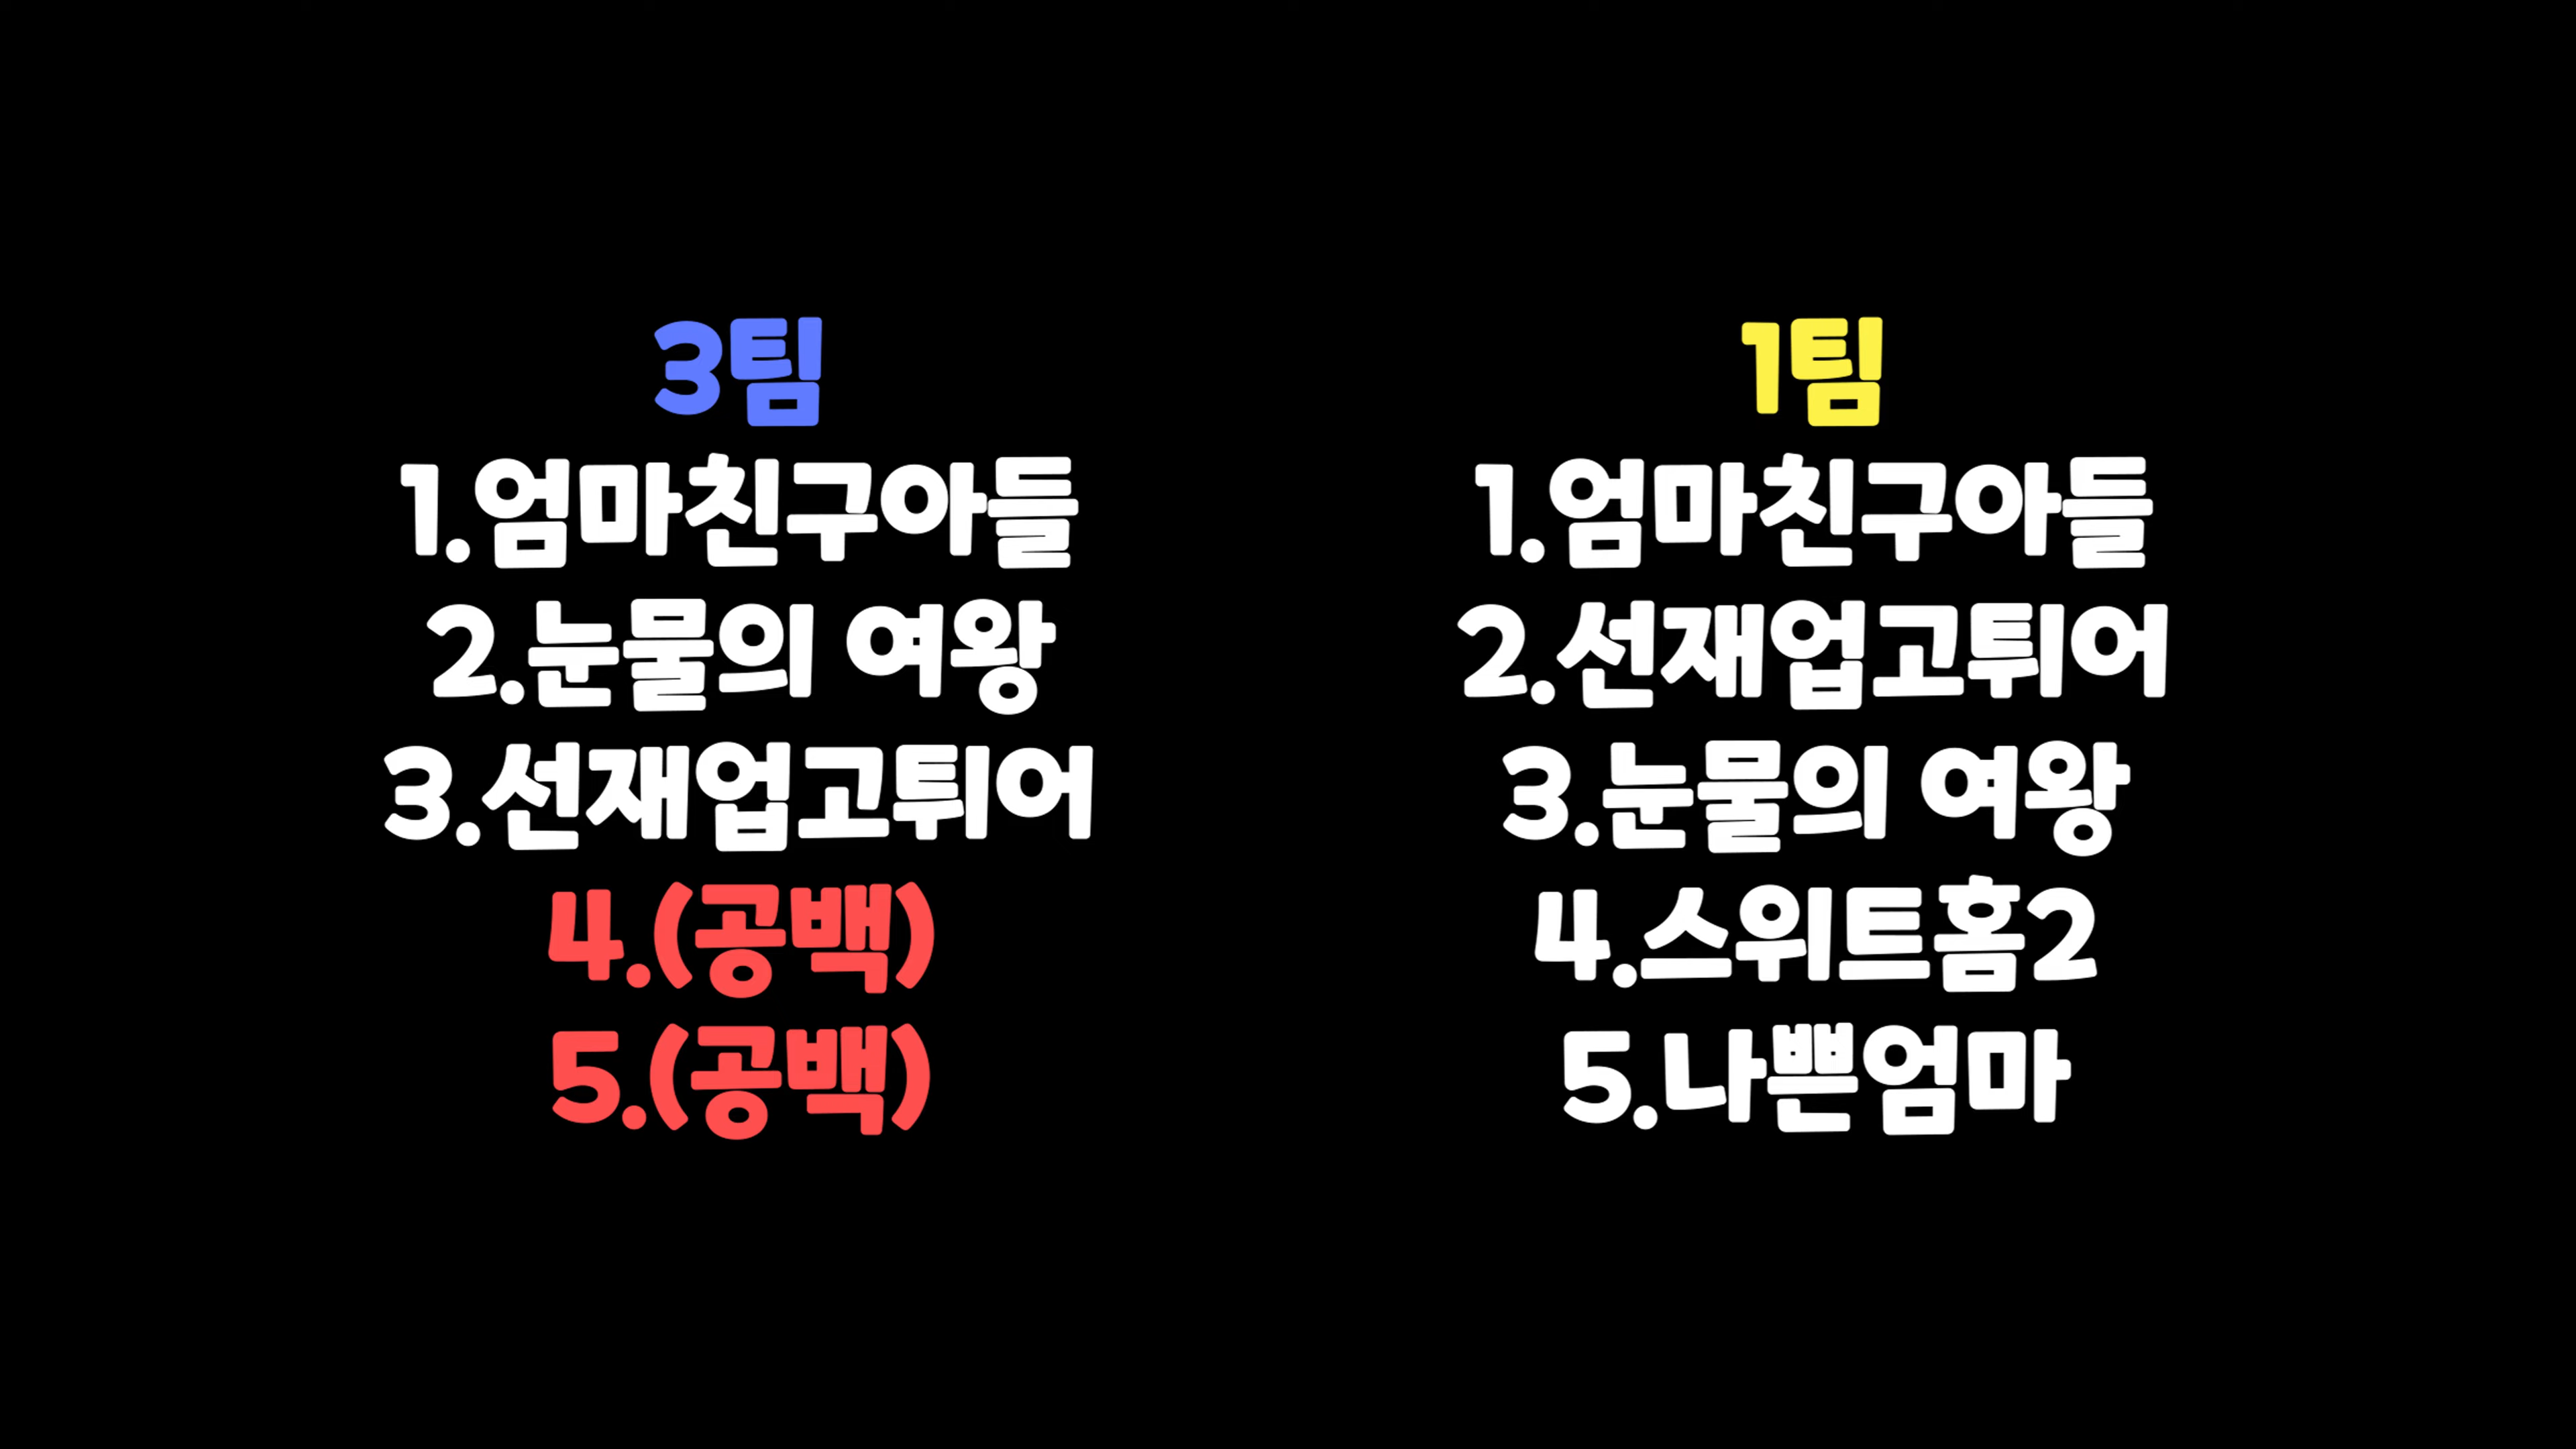 3팀
1.엄마친구아들
2.눈물의 여왕
3.선재업고튀어
4.(공백)
5.(공백)
1팀
1.엄마친구아들
2.선재업고튀어
3.눈물의 여왕
4.스위트홈2
5.나쁜엄마